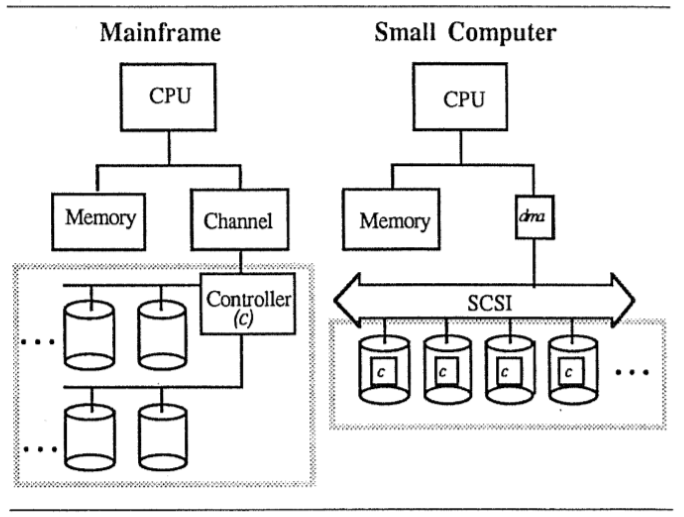 Mainframe
CPU
Memory
Channel
Controller
(c)
...
...
Small Computer
CPU
Memory
dma
SCSI
c
c
c
c
...